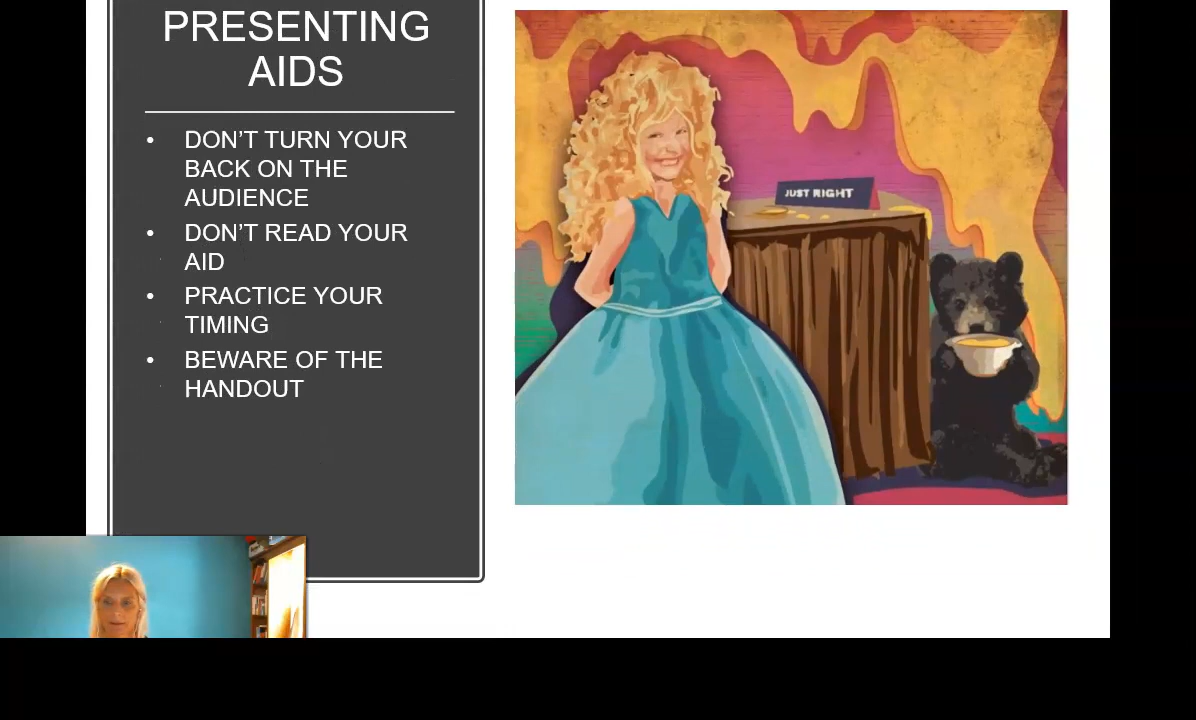 PRESENTING
AIDS
• DON’T TURN YOUR
BACK ON THE
AUDIENCE
• DON’T READ YOUR
AID
• PRACTICE YOUR
TIMING
• BEWARE OF THE
HANDOUT
JUST RIGHT